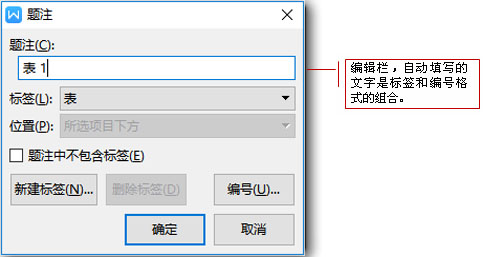 题注
题注(C):
表 1
编辑栏，自动填写的
文字是标签和编号格
式的组合。
标签(L): 表
位置(P): 所选项目下方
题注中不包含标签(E)
新建标签(N)... 删除标签(D) 编号(U)...
确定 取消